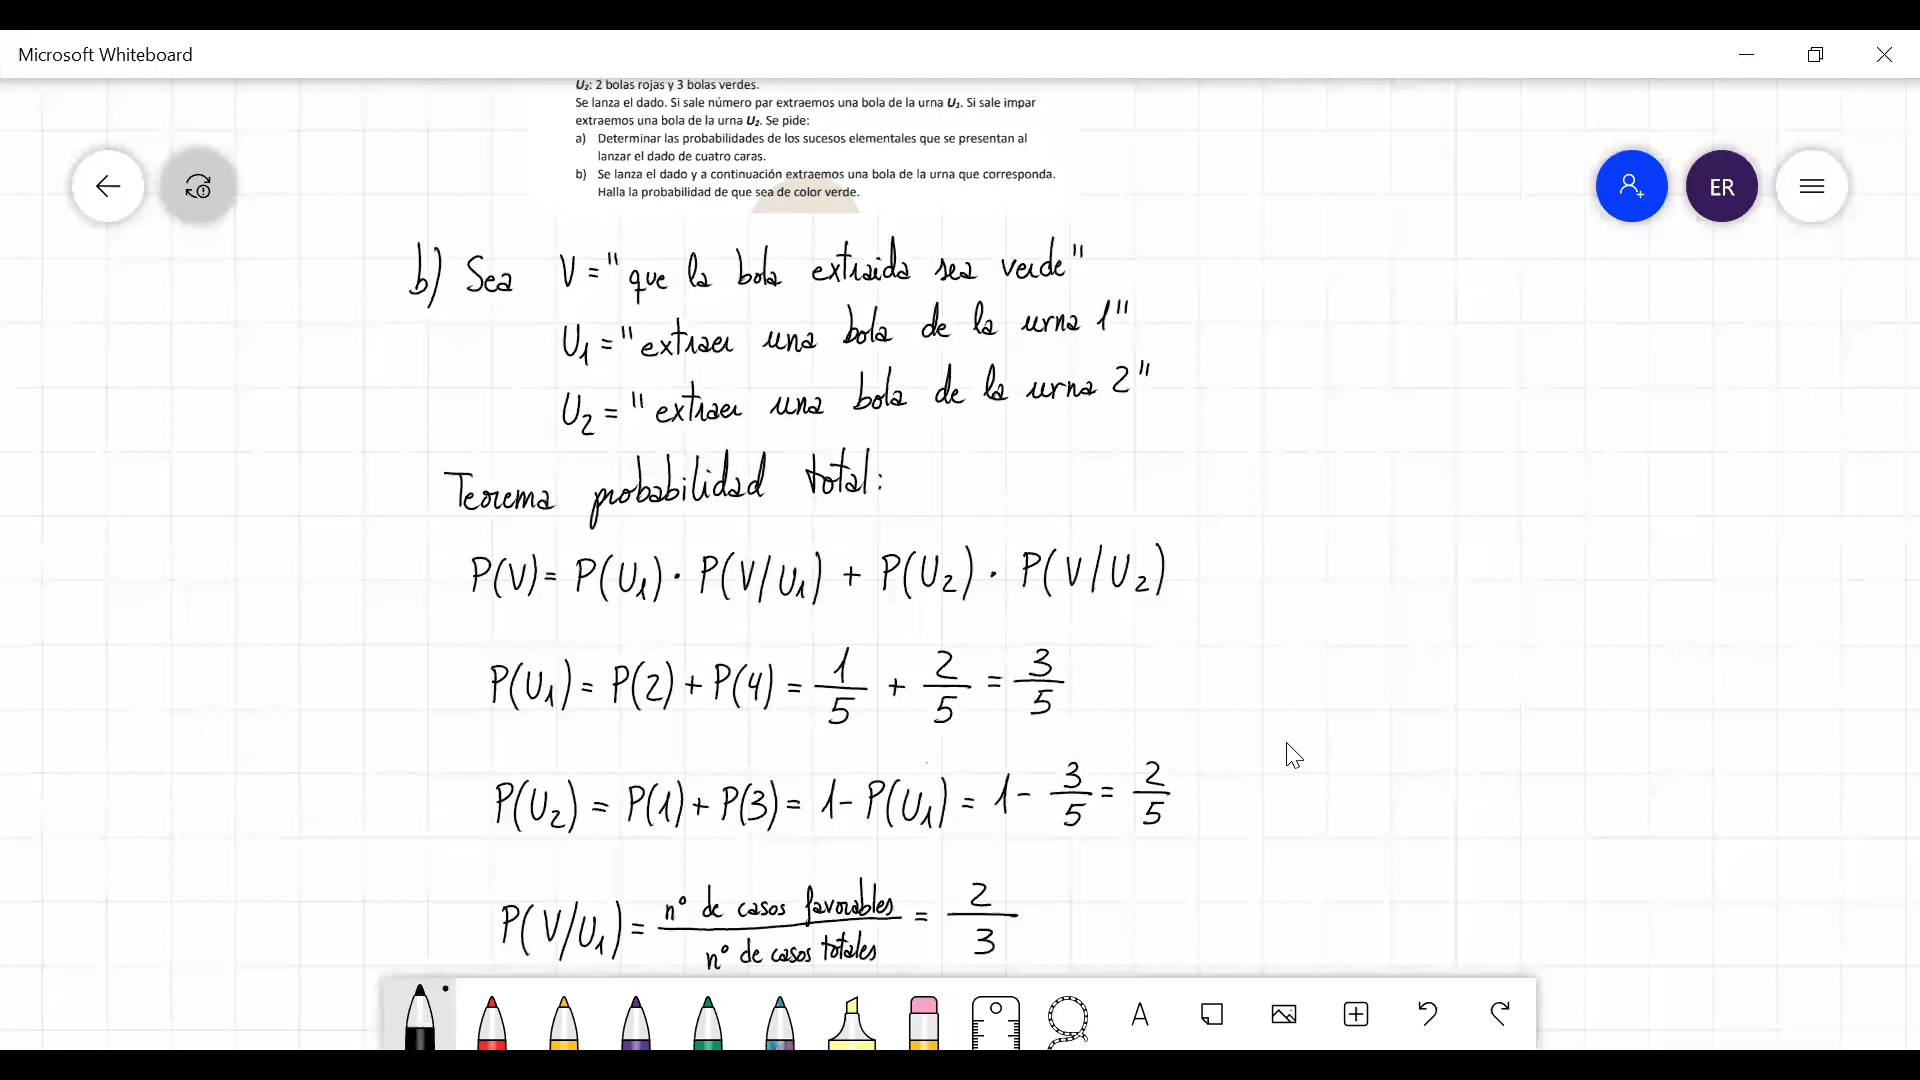 Microsoft Whiteboard
U₂: 2 bolas rojas y 3 bolas verdes.
Se lanza el dado. Si sale número par extraemos una bola de la urna U₁. Si sale impar
extraemos una bola de la urna U₂. Se pide:
a) Determinar las probabilidades de los sucesos elementales que se presentan al
lanzar el dado de cuatro caras.
b) Se lanza el dado y a continuación extraemos una bola de la urna que corresponda.
Halla la probabilidad de que sea de color verde.
ER
b) Sea V = " que la bola extraida sea verde"
U₁ = "extraer una bola de la urna 1"
U₂ = " extraer una bola de la urna 2"
Teorema probabilidad total:
P(V) = P(U₁) · P(V/U₁) + P(U₂) · P(V/U₂)
P(U₁) = P(2) + P(4) = 1/5 + 2/5 = 3/5
P(U₂) = P(1) + P(3) = 1 - P(U₁) = 1 - 3/5 = 2/5
P(V/U₁) = nº de casos favorables / nº de casos totales = 2/3
A